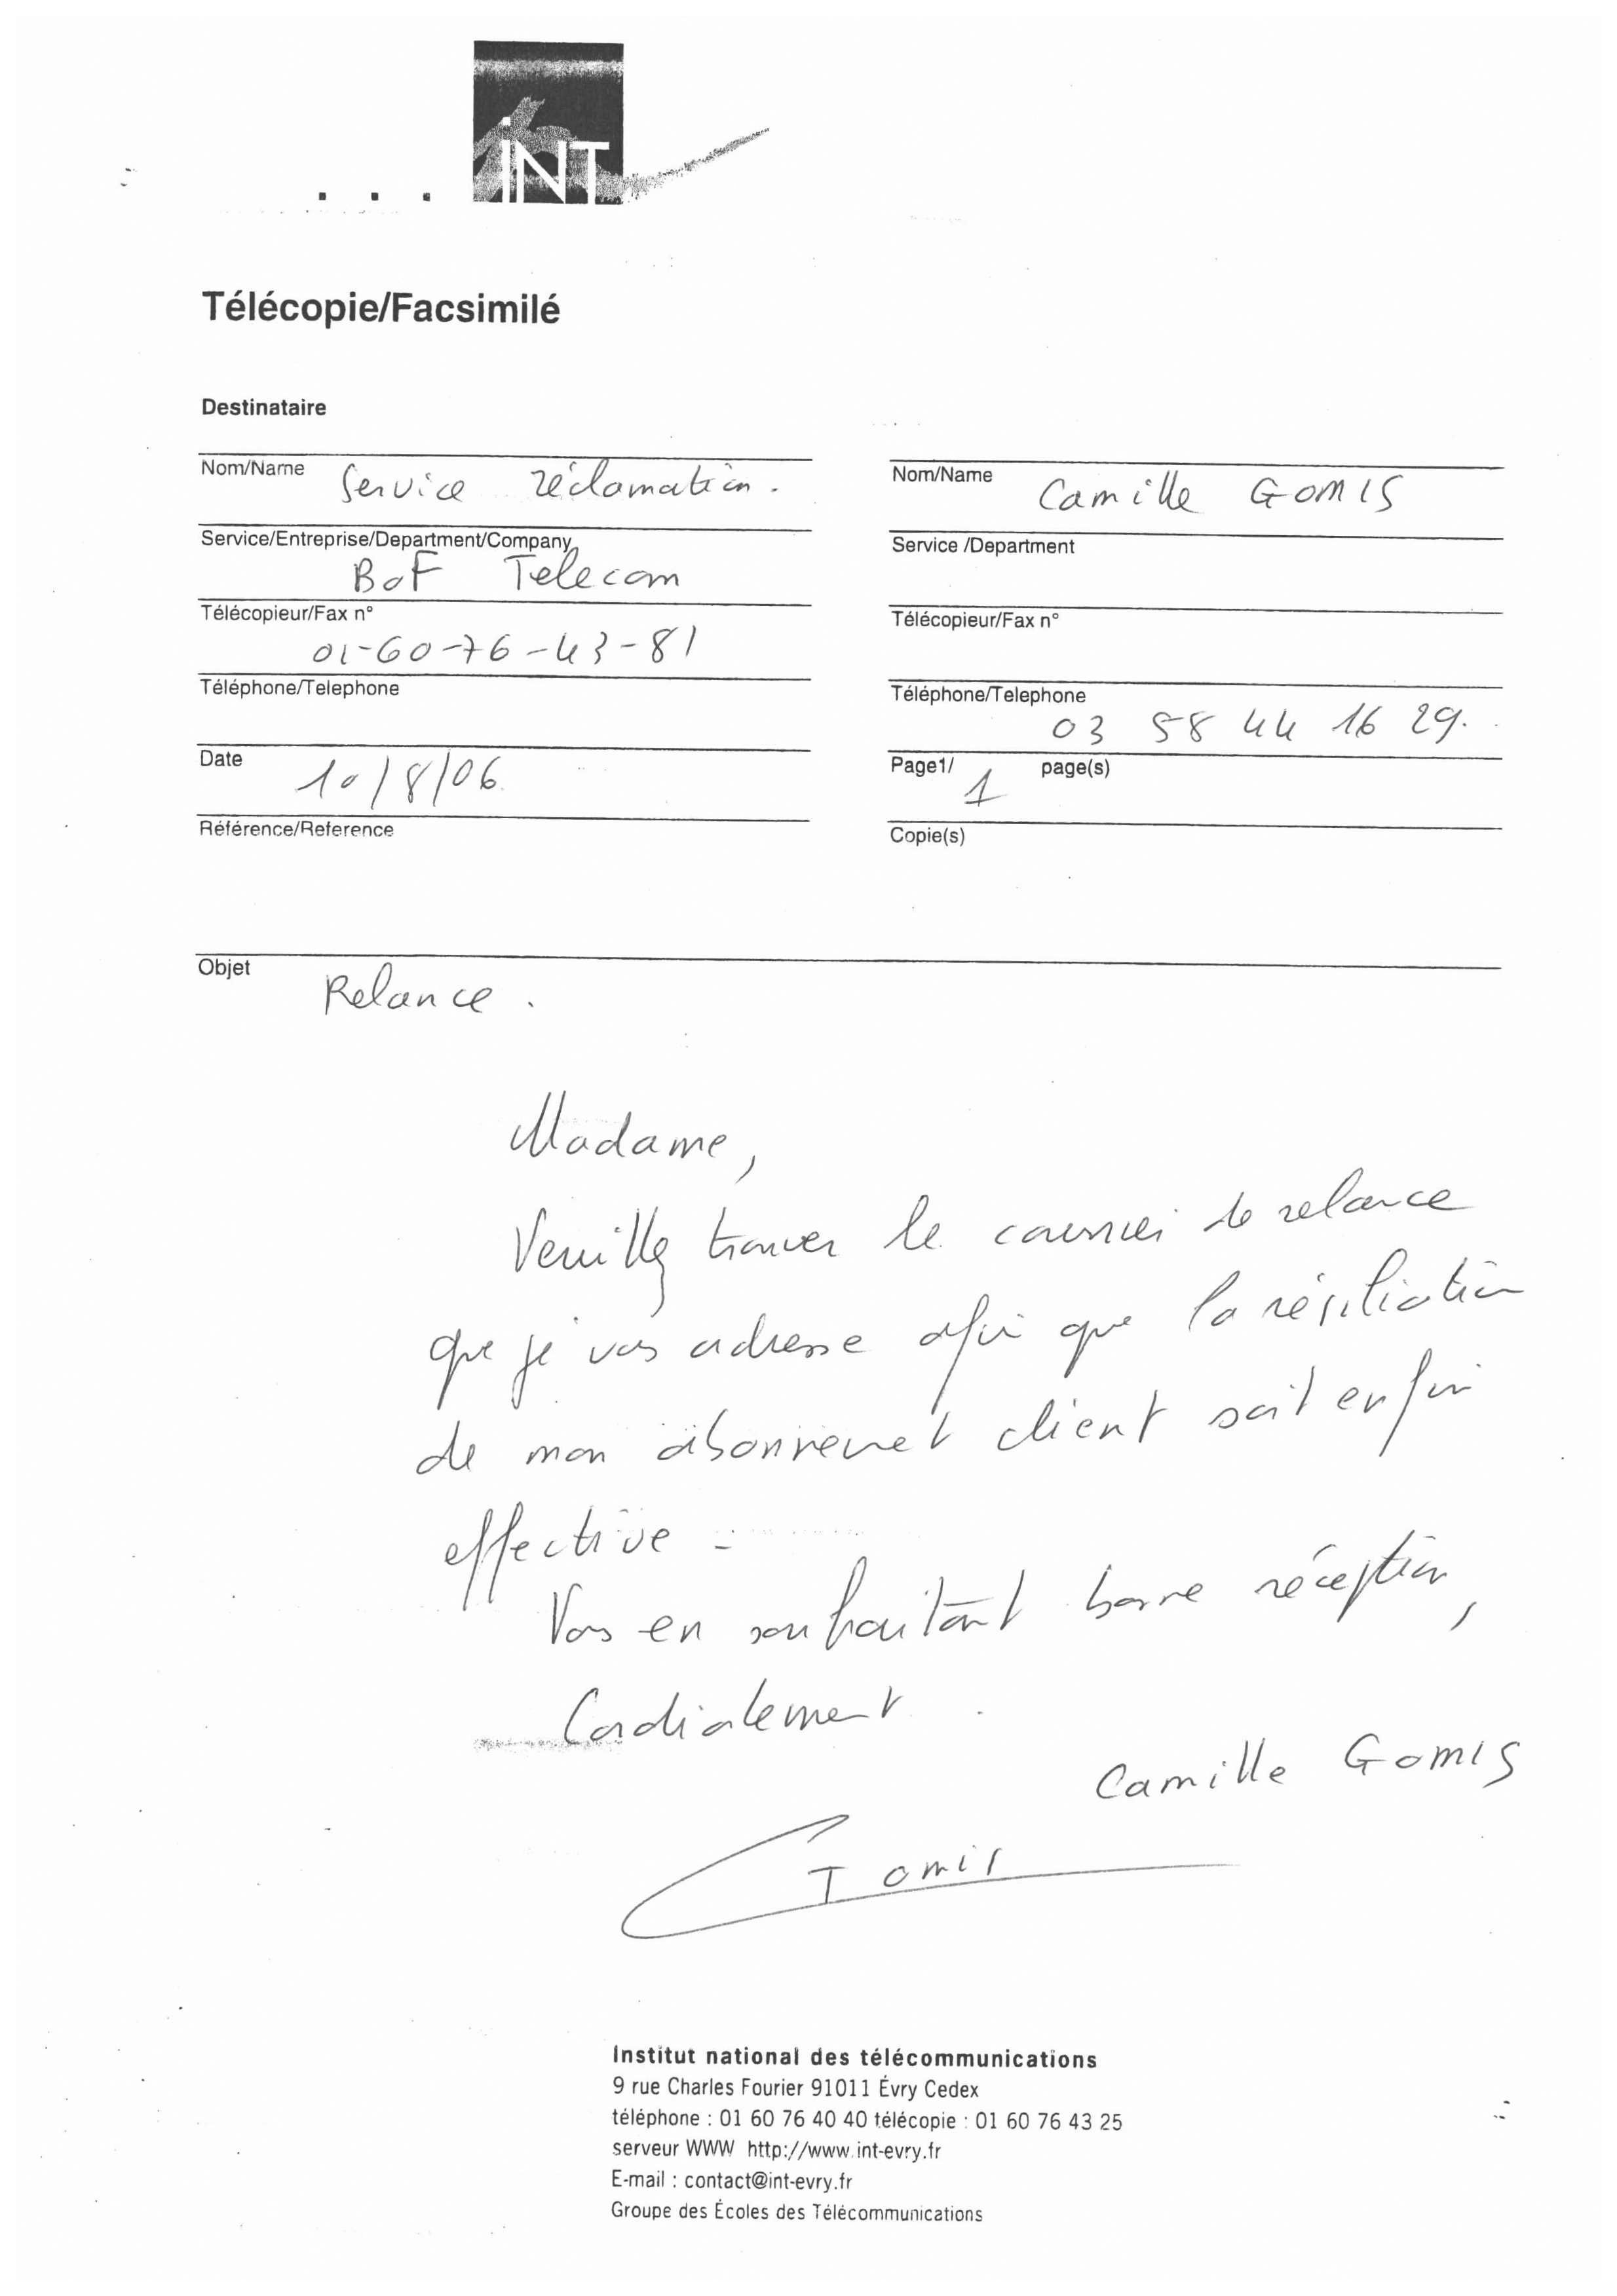 INT
Télécopie/Facsimilé
Destinataire
Nom/Name Service réclamation.
Service/Entreprise/Department/Company
BoF Telecom
Télécopieur/Fax n°
01-60-76-43-81
Téléphone/Telephone
Date 10/8/06
Référence/Reference
Nom/Name Camille GOMIS
Service /Department
Télécopieur/Fax n°
Téléphone/Telephone
03 58 44 16 29.
Page1/ 1 page(s)
Copie(s)
Objet
Relance.
Madame,
Veuillez trouver le courrier de relance
que je vous adresse afin que la résiliation
de mon abonnement client soit enfin
effective.
Vous en souhaitant bonne réception,
Cordialement.
Camille GOMIS
Gomis
Institut national des télécommunications
9 rue Charles Fourier 91011 Évry Cedex
téléphone : 01 60 76 40 40 télécopie : 01 60 76 43 25
serveur WWW http://www.int-evry.fr
E-mail : contact@int-evry.fr
Groupe des Écoles des Télécommunications